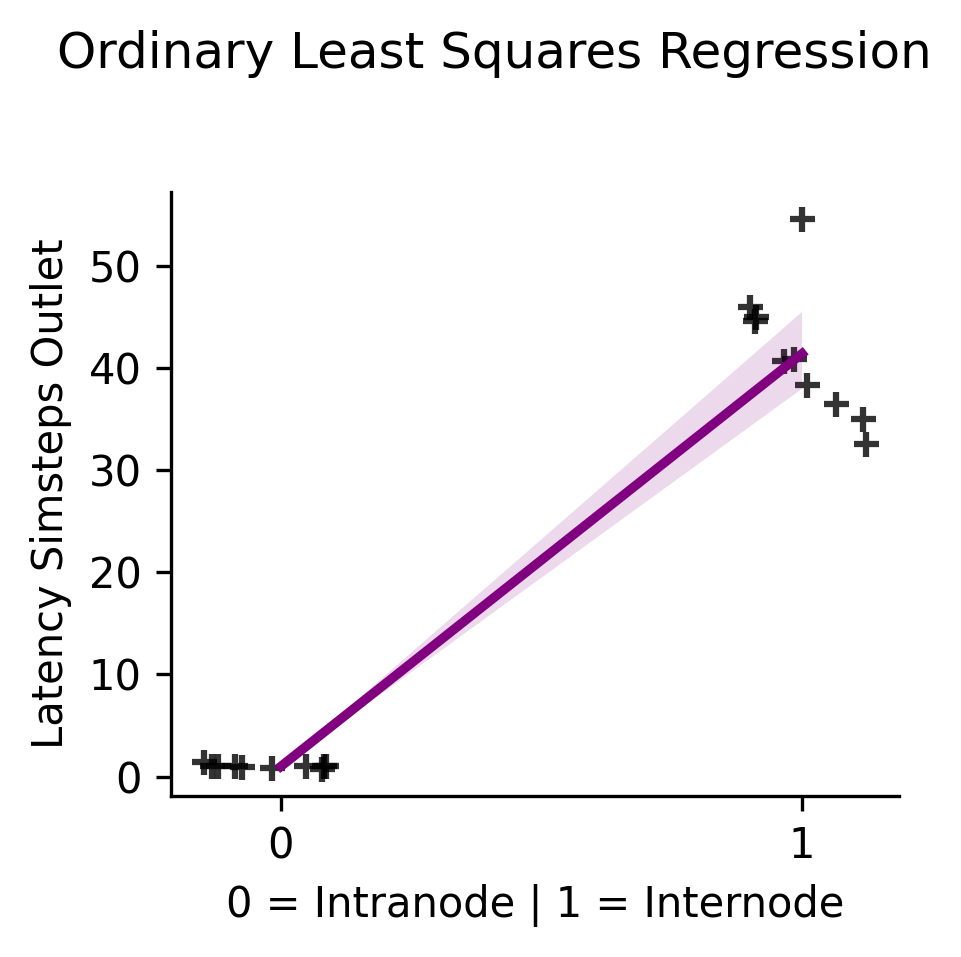 Ordinary Least Squares Regression
Latency Simsteps Outlet
50
40
30
20
10
0
0
1
0 = Intranode | 1 = Internode